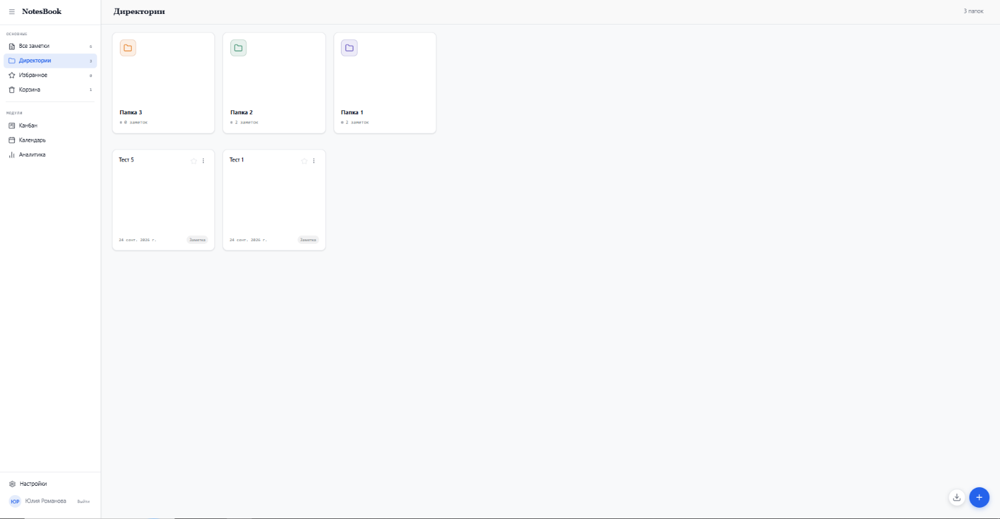 NotesBook
Директории
3 папок
ОСНОВНЫЕ
Все заметки 6
Директории 3
Избранное 0
Корзина 1
МОДУЛИ
Канбан
Календарь
Аналитика
Папка 3
0 заметок
Папка 2
2 заметок
Папка 1
2 заметок
Тест 5
24 сент. 2026 г. Заметка
Тест 1
24 сент. 2026 г. Заметка
Настройки
ЮР Юлия Романова Выйти